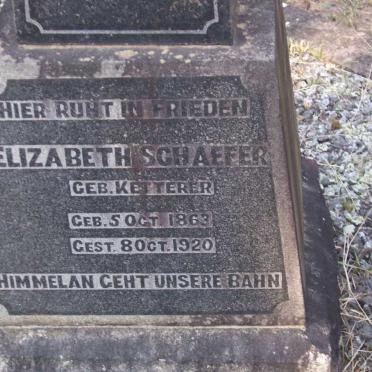 HIER RUHT IN FRIEDEN
ELIZABETH SCHAEFER
GEB. KETTERER
GEB. 5 OCT. 1863
GEST. 8 OCT. 1920
HIMMELAN GEHT UNSERE BAHN